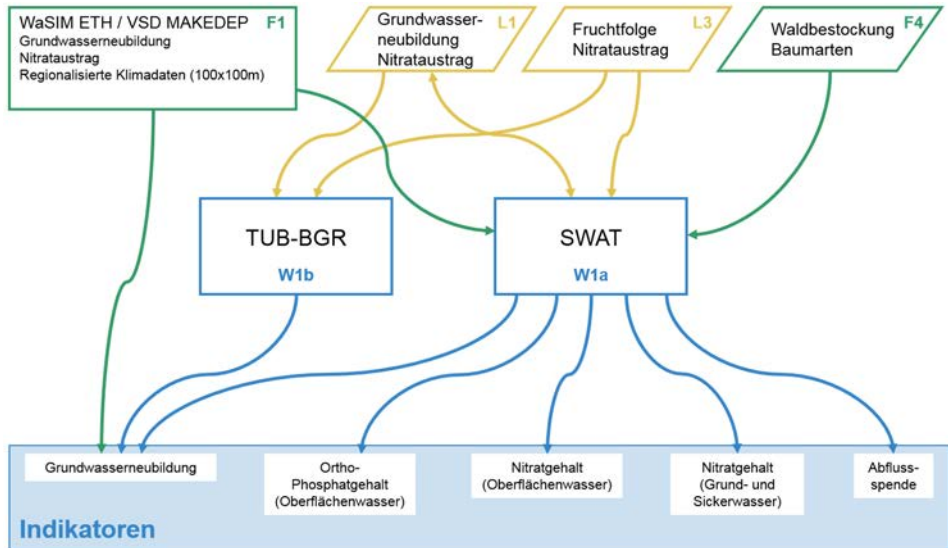 WaSIM ETH / VSD MAKEDEP F1
Grundwasserneubildung
Nitrataustrag
Regionalisierte Klimadaten (100x100m)
Grundwasser- L1
neubildung
Nitrataustrag
L3
Fruchtfolge
Nitrataustrag
F4
Waldbestockung
Baumarten
TUB-BGR
W1b
SWAT
W1a
Grundwasserneubildung
Ortho-
Phosphatgehalt
(Oberflächenwasser)
Nitratgehalt
(Oberflächenwasser)
Nitratgehalt
(Grund- und
Sickerwasser)
Abfluss-
spende
Indikatoren